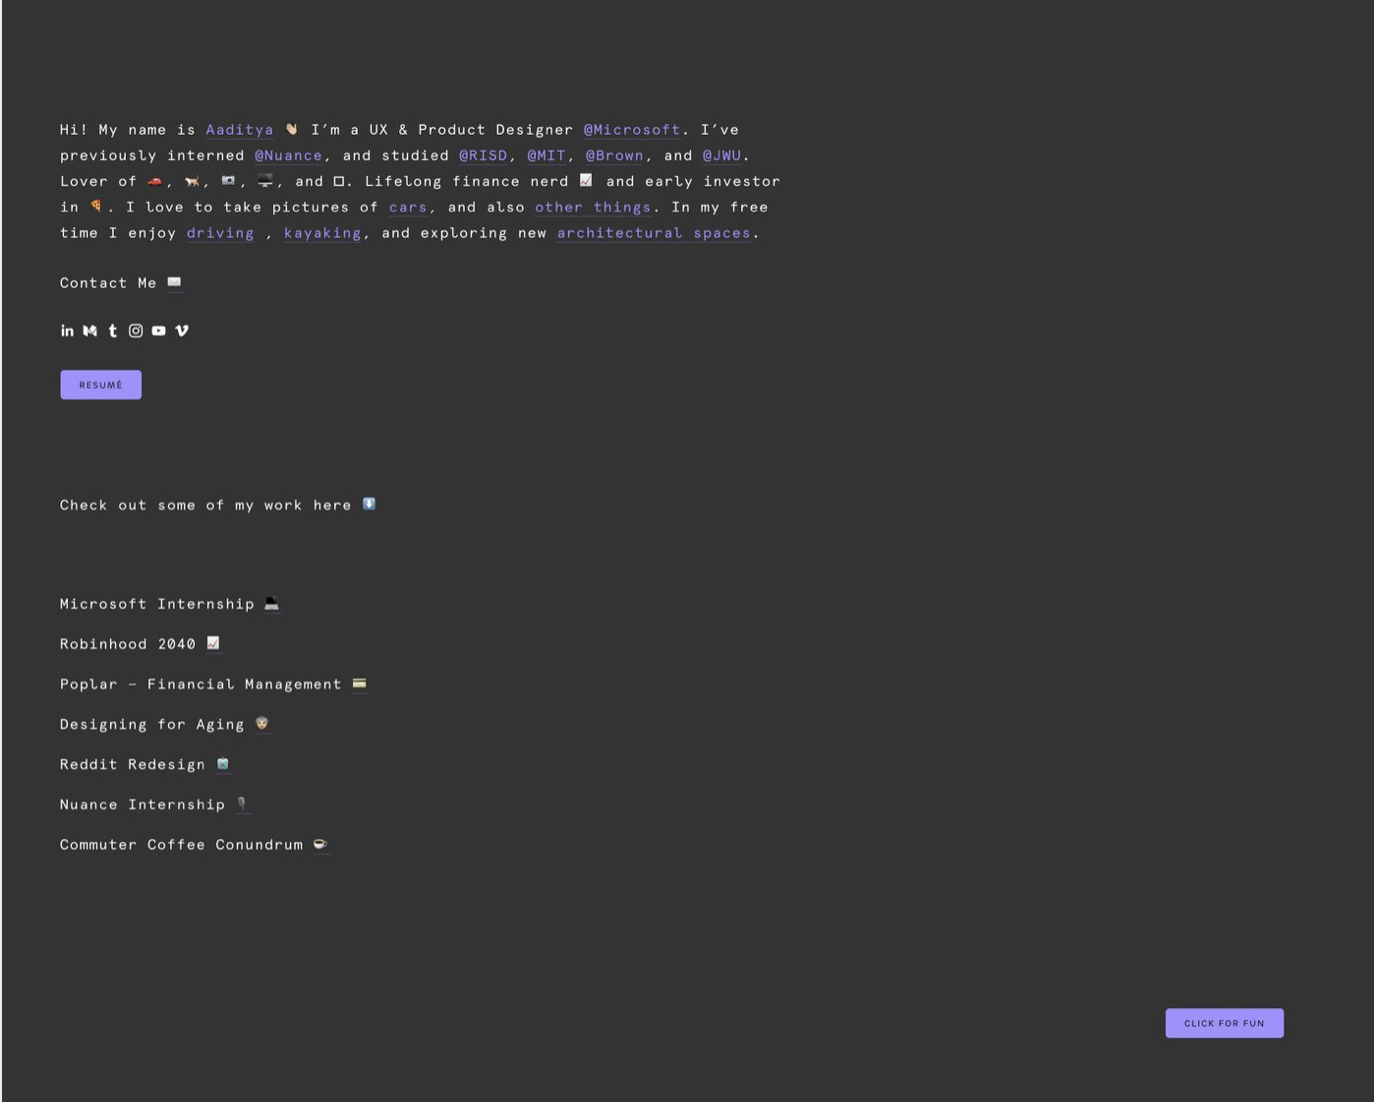 Hi! My name is Aaditya 👋🏼 I’m a UX & Product Designer @Microsoft. I’ve
previously interned @Nuance, and studied @RISD, @MIT, @Brown, and @JWU.
Lover of 🚗, 🐈, 📷, 🖥, and □. Lifelong finance nerd 📈 and early investor
in 🍕. I love to take pictures of cars, and also other things. In my free
time I enjoy driving , kayaking, and exploring new architectural spaces.
Contact Me ✉️
RESUMÉ
Check out some of my work here ⬇️
Microsoft Internship 💻
Robinhood 2040 📈
Poplar – Financial Management 💳
Designing for Aging 👵🏼
Reddit Redesign 🤖
Nuance Internship 🎙
Commuter Coffee Conundrum ☕️
CLICK FOR FUN